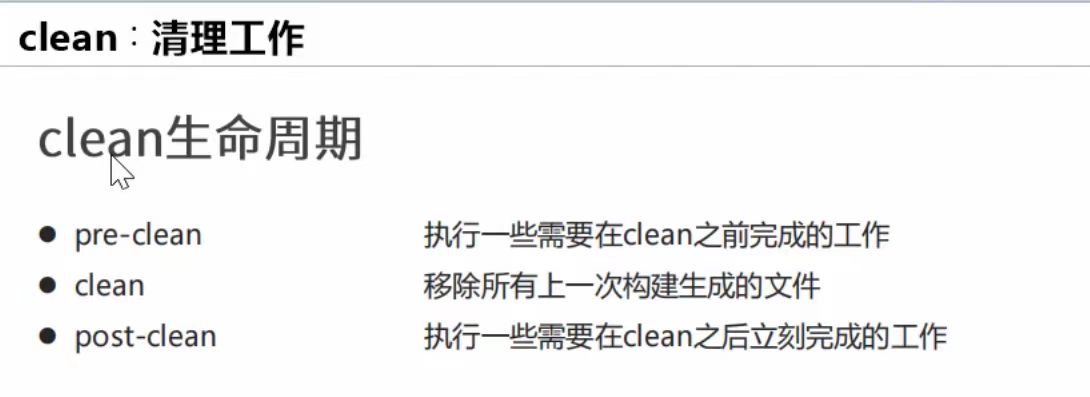 clean：清理工作
clean生命周期
● pre-clean 执行一些需要在clean之前完成的工作
● clean 移除所有上一次构建生成的文件
● post-clean 执行一些需要在clean之后立刻完成的工作